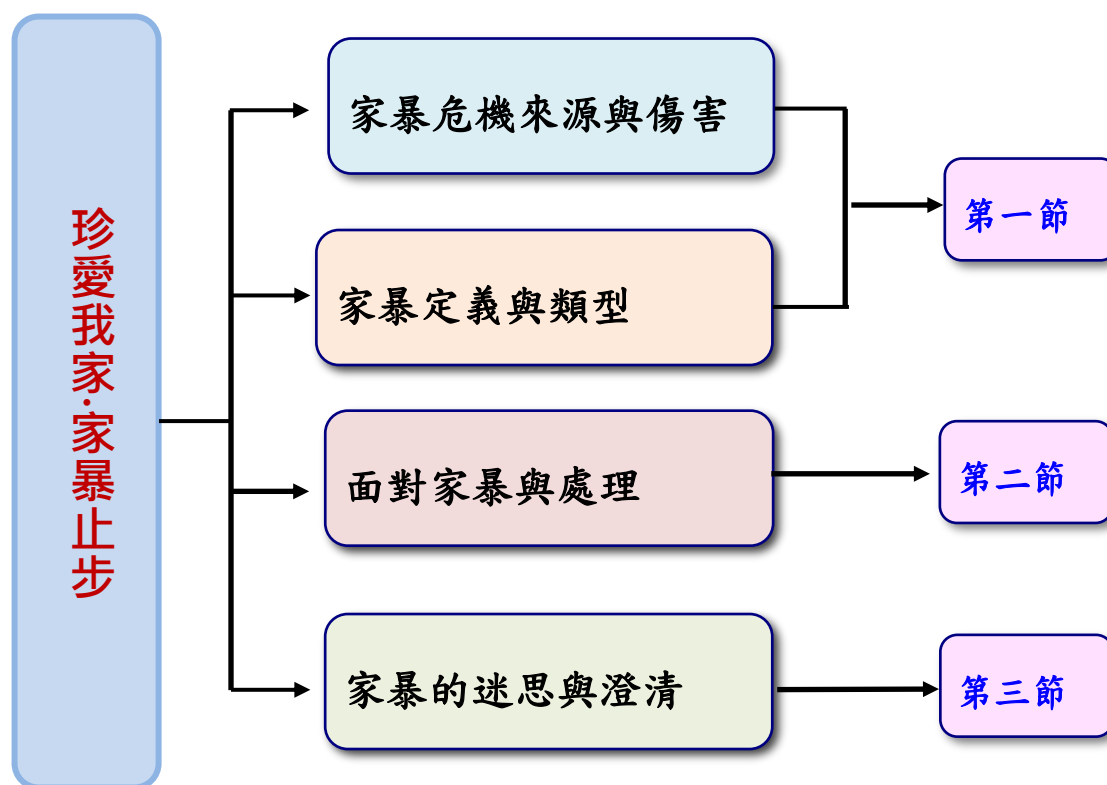 珍愛我家·家暴止步
家暴危機來源與傷害
第一節
家暴定義與類型
面對家暴與處理
第二節
家暴的迷思與澄清
第三節